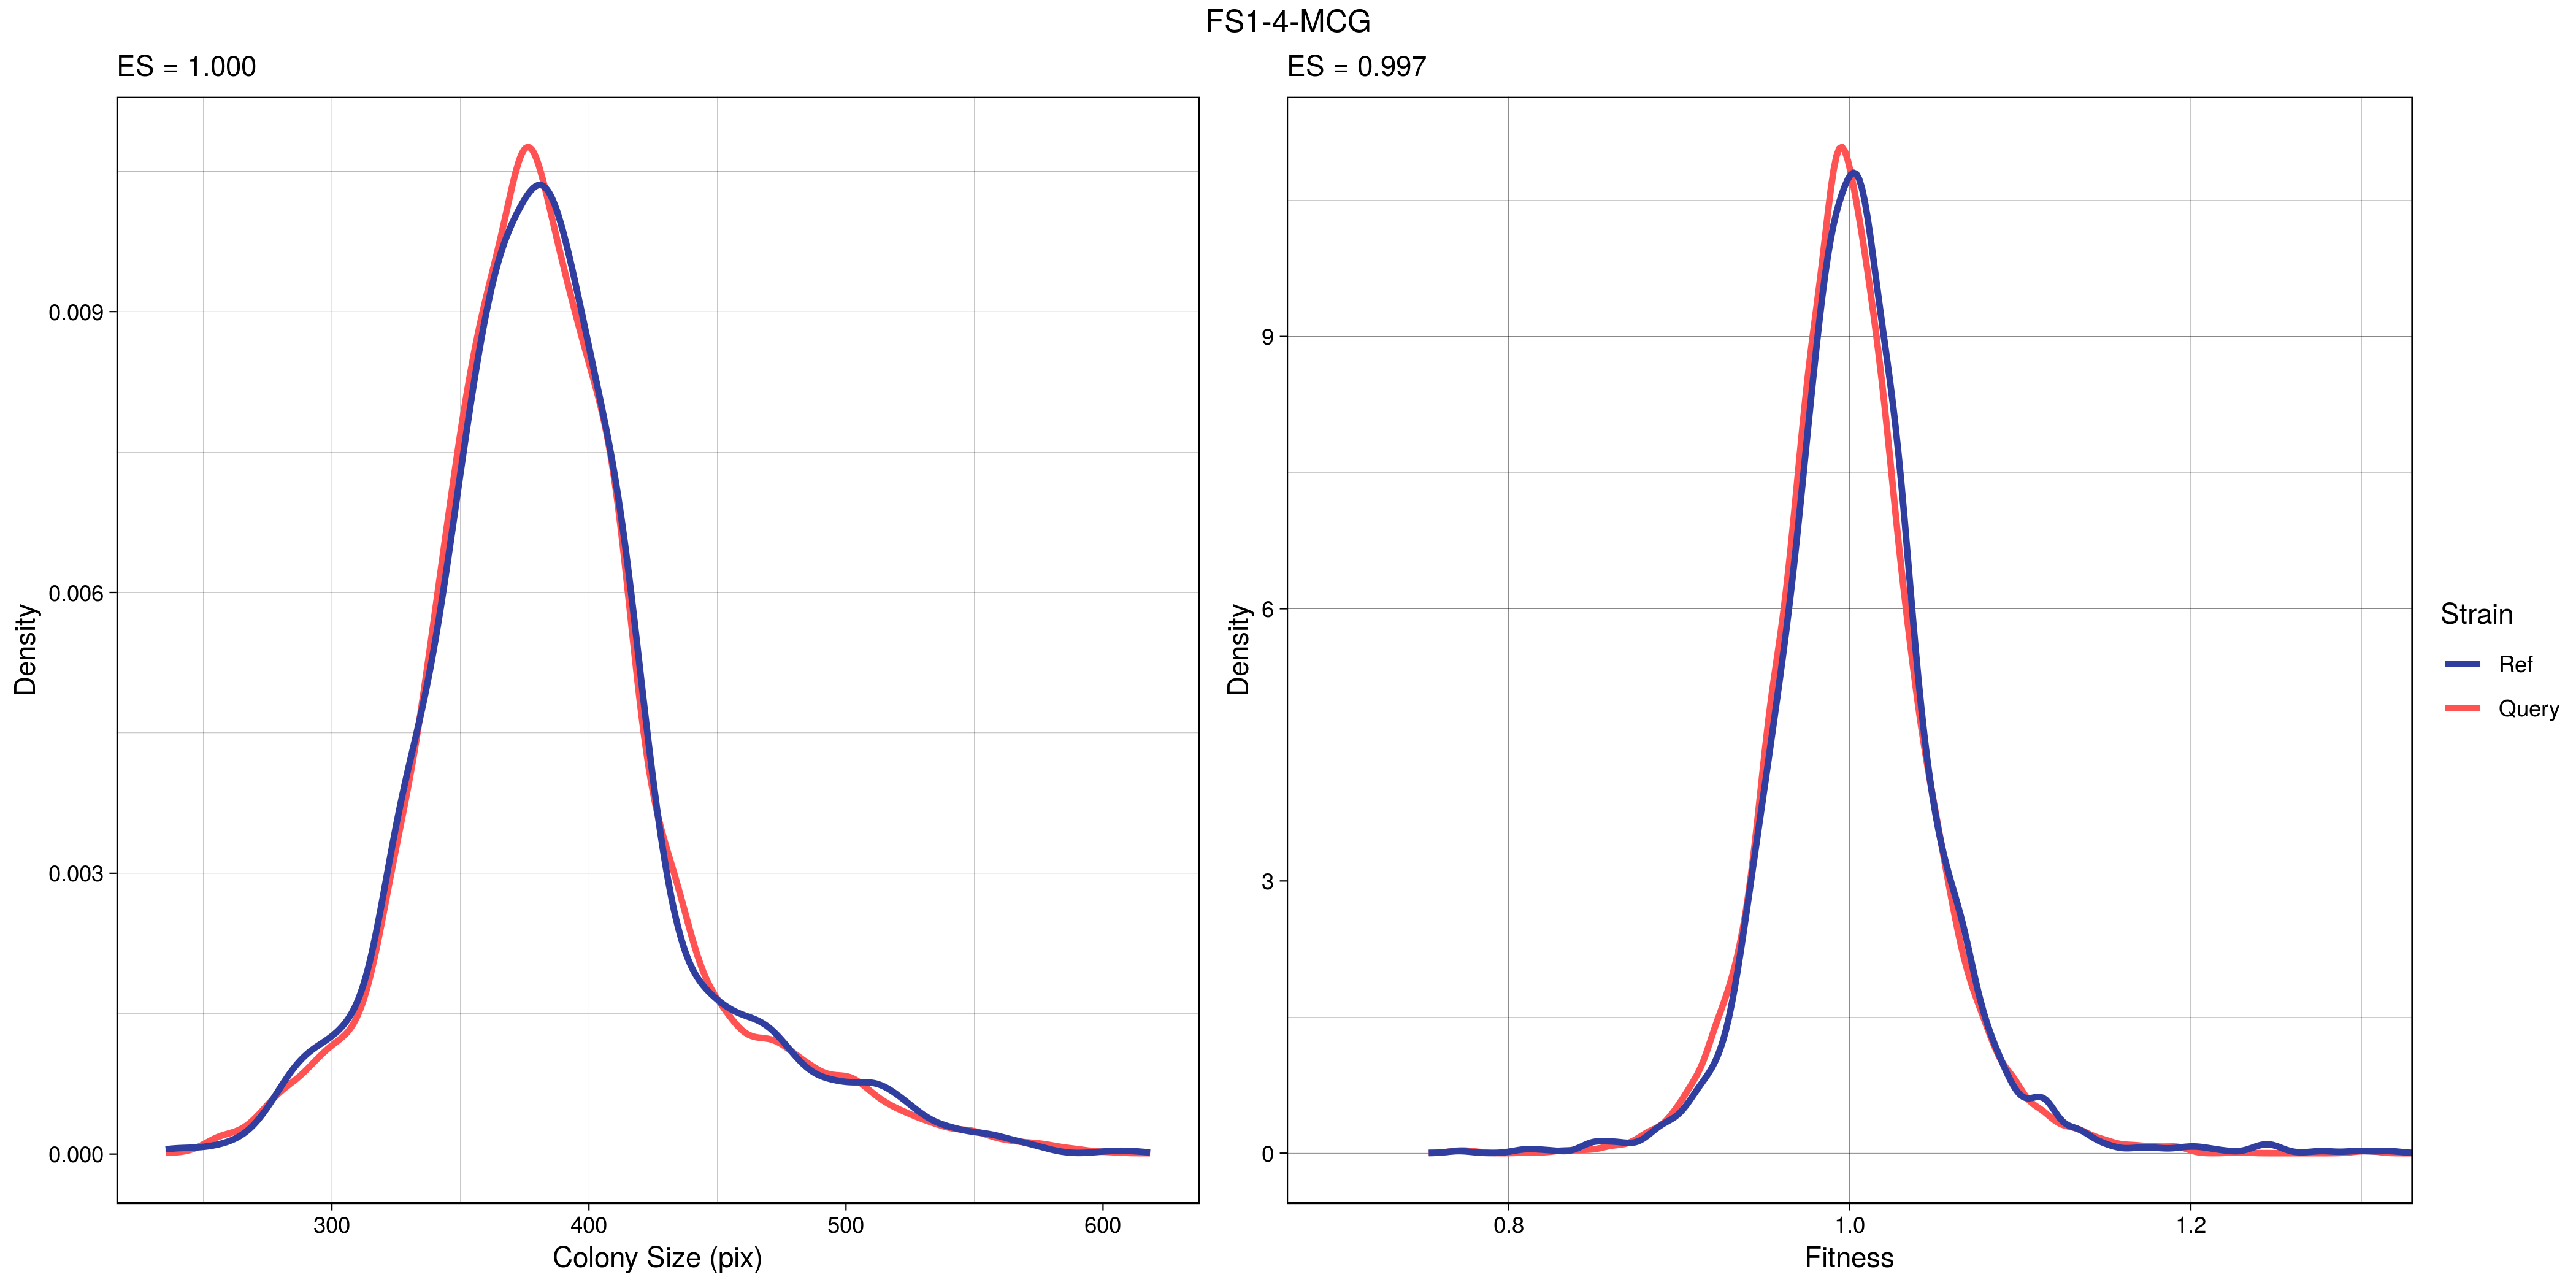 FS1-4-MCG
ES = 1.000
Density
0.009
0.006
0.003
0.000
300 400 500 600
Colony Size (pix)
ES = 0.997
Density
9
6
3
0
0.8 1.0 1.2
Fitness
Strain
Ref
Query